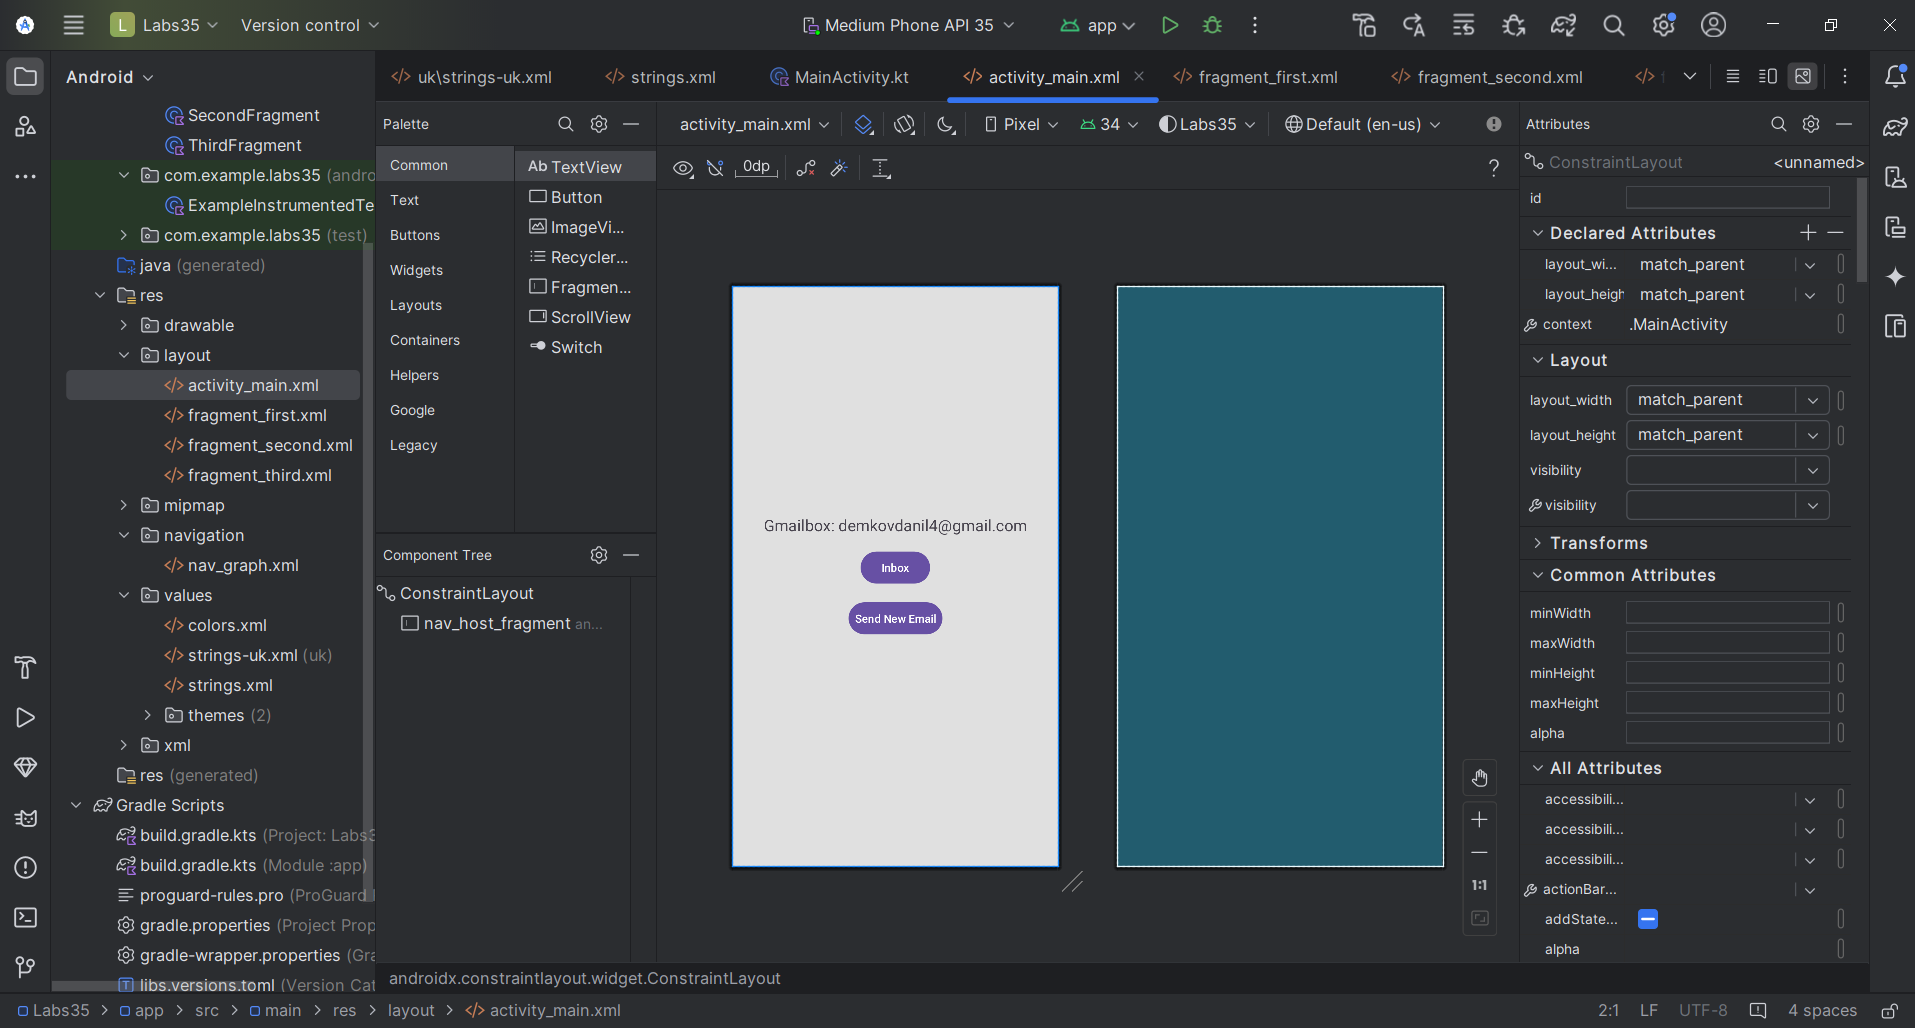 L Labs35 Version control Medium Phone API 35 app
Android
SecondFragment
ThirdFragment
com.example.labs35 (andro
ExampleInstrumentedTe
com.example.labs35 (test)
java (generated)
res
drawable
layout
activity_main.xml
fragment_first.xml
fragment_second.xml
fragment_third.xml
mipmap
navigation
nav_graph.xml
values
colors.xml
strings-uk.xml (uk)
strings.xml
themes (2)
xml
res (generated)
Gradle Scripts
build.gradle.kts (Project: Labs3
build.gradle.kts (Module :app)
proguard-rules.pro (ProGuard
gradle.properties (Project Prop
gradle-wrapper.properties (Gra
libs.versions.toml (Version Cat
uk\strings-uk.xml strings.xml MainActivity.kt activity_main.xml fragment_first.xml fragment_second.xml
Palette
Common
Text
Buttons
Widgets
Layouts
Containers
Helpers
Google
Legacy
Ab TextView
Button
ImageVi...
Recycler...
Fragmen...
ScrollView
Switch
Component Tree
ConstraintLayout
nav_host_fragment an...
activity_main.xml Pixel 34 Labs35 Default (en-us)
0dp ?
Gmailbox: demkovdanil4@gmail.com
Inbox
Send New Email
1:1
Attributes
ConstraintLayout <unnamed>
id
Declared Attributes
layout_wi... match_parent
layout_heigh match_parent
context .MainActivity
Layout
layout_width match_parent
layout_height match_parent
visibility
visibility
Transforms
Common Attributes
minWidth
maxWidth
minHeight
maxHeight
alpha
All Attributes
accessibili...
accessibili...
accessibili...
actionBar...
addState...
alpha
androidx.constraintlayout.widget.ConstraintLayout
Labs35 > app > src > main > res > layout > activity_main.xml 2:1 LF UTF-8 4 spaces